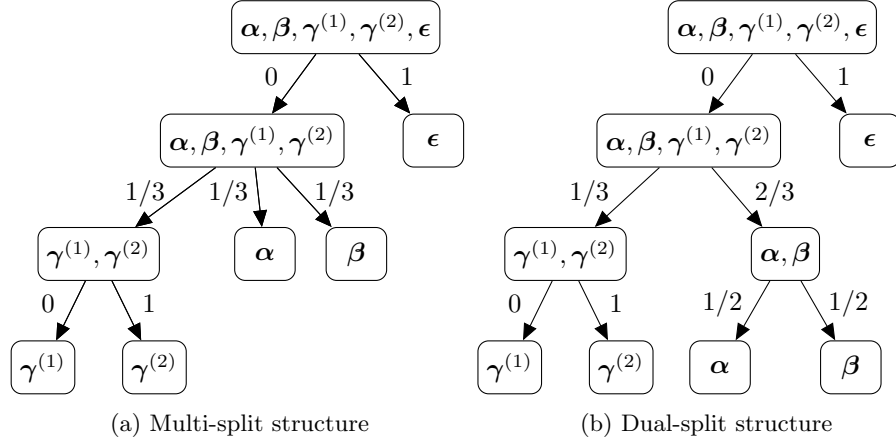 α, β, γ⁽¹⁾, γ⁽²⁾, ϵ
0 1
α, β, γ⁽¹⁾, γ⁽²⁾
ϵ
1/3 1/3 1/3
γ⁽¹⁾, γ⁽²⁾
α
β
0 1
γ⁽¹⁾
γ⁽²⁾
(a) Multi-split structure
α, β, γ⁽¹⁾, γ⁽²⁾, ϵ
0 1
α, β, γ⁽¹⁾, γ⁽²⁾
ϵ
1/3 2/3
γ⁽¹⁾, γ⁽²⁾
α, β
0 1
1/2 1/2
γ⁽¹⁾
γ⁽²⁾
α
β
(b) Dual-split structure